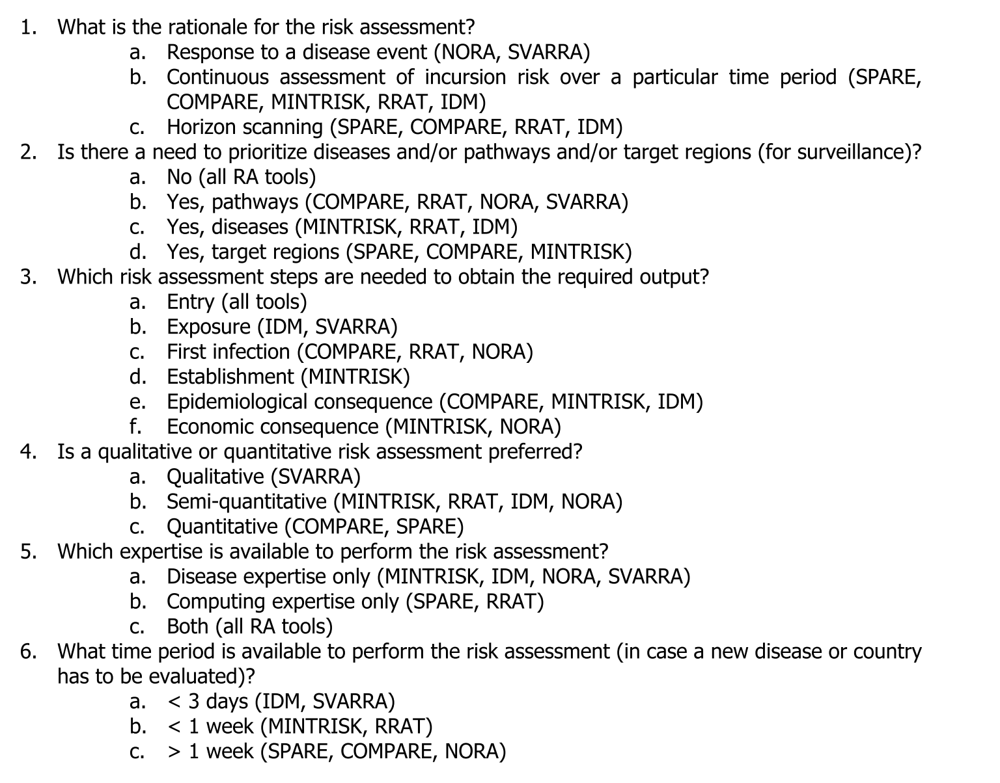 1. What is the rationale for the risk assessment?
a. Response to a disease event (NORA, SVARRA)
b. Continuous assessment of incursion risk over a particular time period (SPARE,
COMPARE, MINTRISK, RRAT, IDM)
c. Horizon scanning (SPARE, COMPARE, RRAT, IDM)
2. Is there a need to prioritize diseases and/or pathways and/or target regions (for surveillance)?
a. No (all RA tools)
b. Yes, pathways (COMPARE, RRAT, NORA, SVARRA)
c. Yes, diseases (MINTRISK, RRAT, IDM)
d. Yes, target regions (SPARE, COMPARE, MINTRISK)
3. Which risk assessment steps are needed to obtain the required output?
a. Entry (all tools)
b. Exposure (IDM, SVARRA)
c. First infection (COMPARE, RRAT, NORA)
d. Establishment (MINTRISK)
e. Epidemiological consequence (COMPARE, MINTRISK, IDM)
f. Economic consequence (MINTRISK, NORA)
4. Is a qualitative or quantitative risk assessment preferred?
a. Qualitative (SVARRA)
b. Semi-quantitative (MINTRISK, RRAT, IDM, NORA)
c. Quantitative (COMPARE, SPARE)
5. Which expertise is available to perform the risk assessment?
a. Disease expertise only (MINTRISK, IDM, NORA, SVARRA)
b. Computing expertise only (SPARE, RRAT)
c. Both (all RA tools)
6. What time period is available to perform the risk assessment (in case a new disease or country
has to be evaluated)?
a. < 3 days (IDM, SVARRA)
b. < 1 week (MINTRISK, RRAT)
c. > 1 week (SPARE, COMPARE, NORA)